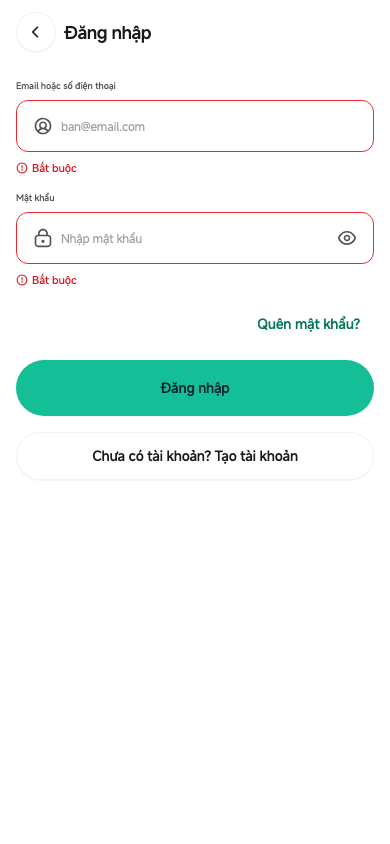 Đăng nhập
Email hoặc số điện thoại
ban@email.com
Bắt buộc
Mật khẩu
Nhập mật khẩu
Bắt buộc
Quên mật khẩu?
Đăng nhập
Chưa có tài khoản? Tạo tài khoản